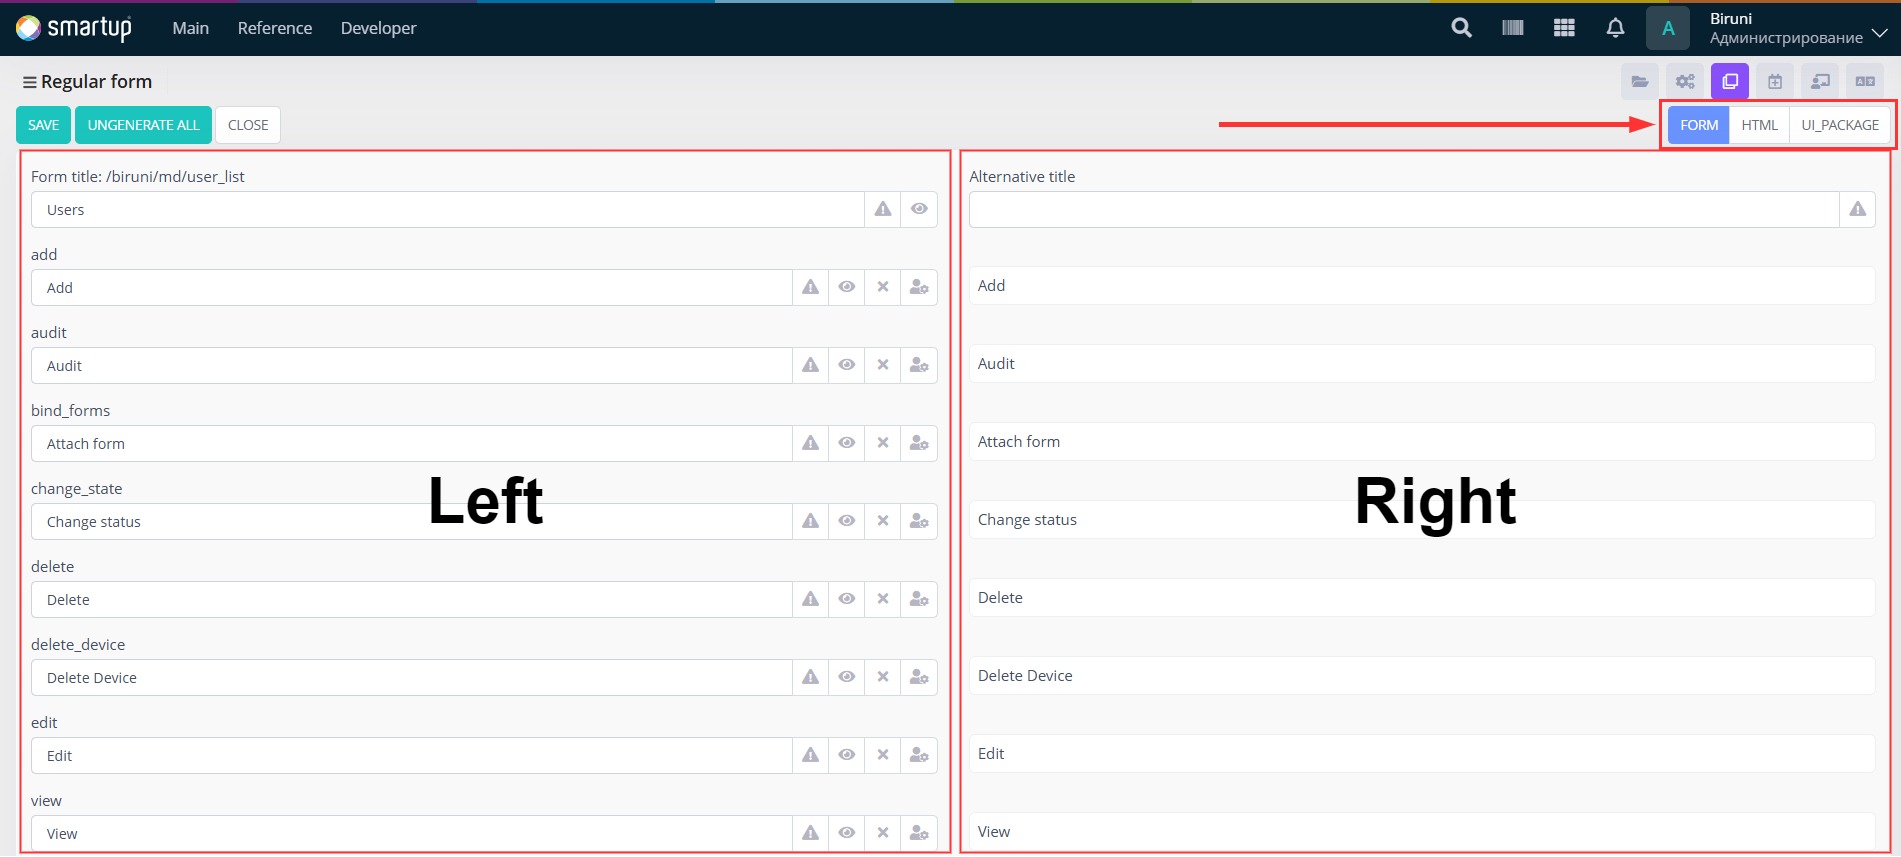 smartup Main Reference Developer A Biruni
Администрирование
Regular form
SAVE UNGENERATE ALL CLOSE FORM HTML UI_PACKAGE
Form title: /biruni/md/user_list
Users
add
Add
audit
Audit
bind_forms
Attach form
change_state
Change status
delete
Delete
delete_device
Delete Device
edit
Edit
view
View
Left
Alternative title
Add
Audit
Attach form
Change status
Delete
Delete Device
Edit
View
Right